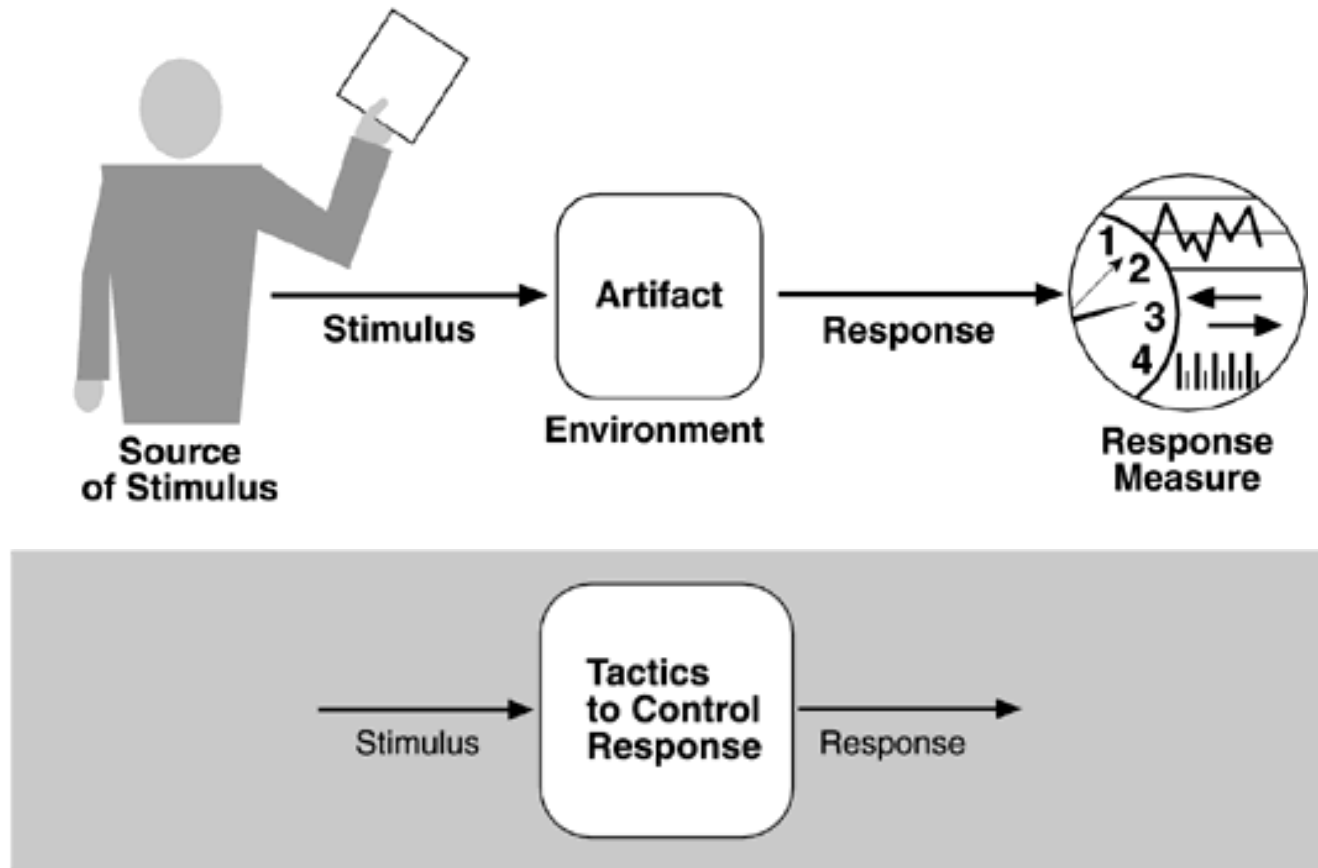 1
2
3
4
Artifact
Stimulus
Response
Environment
Source
of Stimulus
Response
Measure
Tactics
to Control
Response
Stimulus
Response